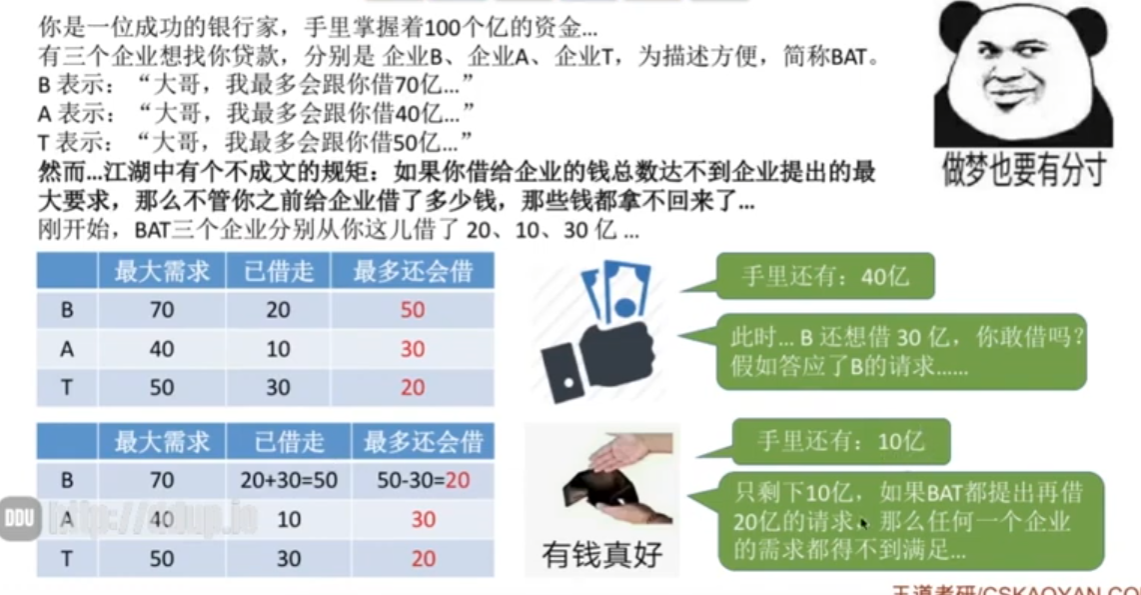 你是一位成功的银行家，手里掌握着100个亿的资金...
有三个企业想找你贷款，分别是 企业B、企业A、企业T，为描述方便，简称BAT。
B 表示：“大哥，我最多会跟你借70亿...”
A 表示：“大哥，我最多会跟你借40亿...”
T 表示：“大哥，我最多会跟你借50亿...”
然而...江湖中有个不成文的规矩：如果你借给企业的钱总数达不到企业提出的最
大要求，那么不管你之前给企业借了多少钱，那些钱都拿不回来了...
刚开始，BAT三个企业分别从你这儿借了 20、10、30 亿 ...
做梦也要有分寸
最大需求 已借走 最多还会借
B 70 20 50
A 40 10 30
T 50 30 20
手里还有：40亿
此时... B 还想借 30 亿，你敢借吗？
假如答应了B的请求......
最大需求 已借走 最多还会借
B 70 20+30=50 50-30=20
A 40 10 30
T 50 30 20
有钱真好
手里还有：10亿
只剩下10亿，如果BAT都提出再借
20亿的请求，那么任何一个企业
的需求都得不到满足...
DDU
王道考研/CSKAOYAN.CO